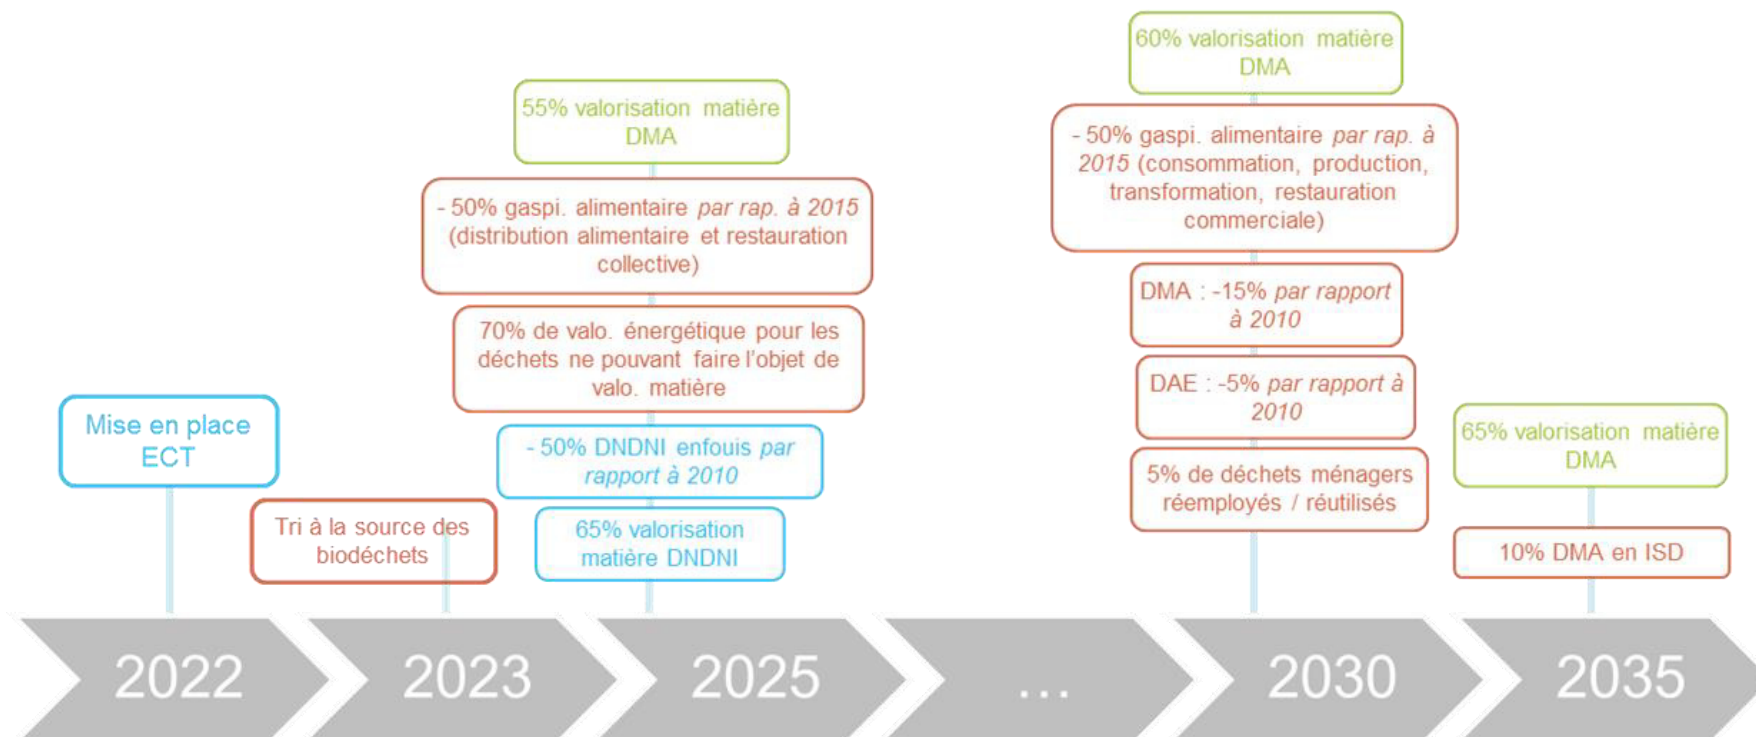 Mise en place
ECT
Tri à la source des
biodéchets
55% valorisation matière
DMA
- 50% gaspi. alimentaire par rap. à 2015
(distribution alimentaire et restauration
collective)
70% de valo. énergétique pour les
déchets ne pouvant faire l'objet de
valo. matière
- 50% DNDNI enfouis par
rapport à 2010
65% valorisation
matière DNDNI
60% valorisation matière
DMA
- 50% gaspi. alimentaire par rap. à
2015 (consommation, production,
transformation, restauration
commerciale)
DMA : -15% par rapport
à 2010
DAE : -5% par rapport à
2010
5% de déchets ménagers
réemployés / réutilisés
65% valorisation matière
DMA
10% DMA en ISD
2022
2023
2025
...
2030
2035